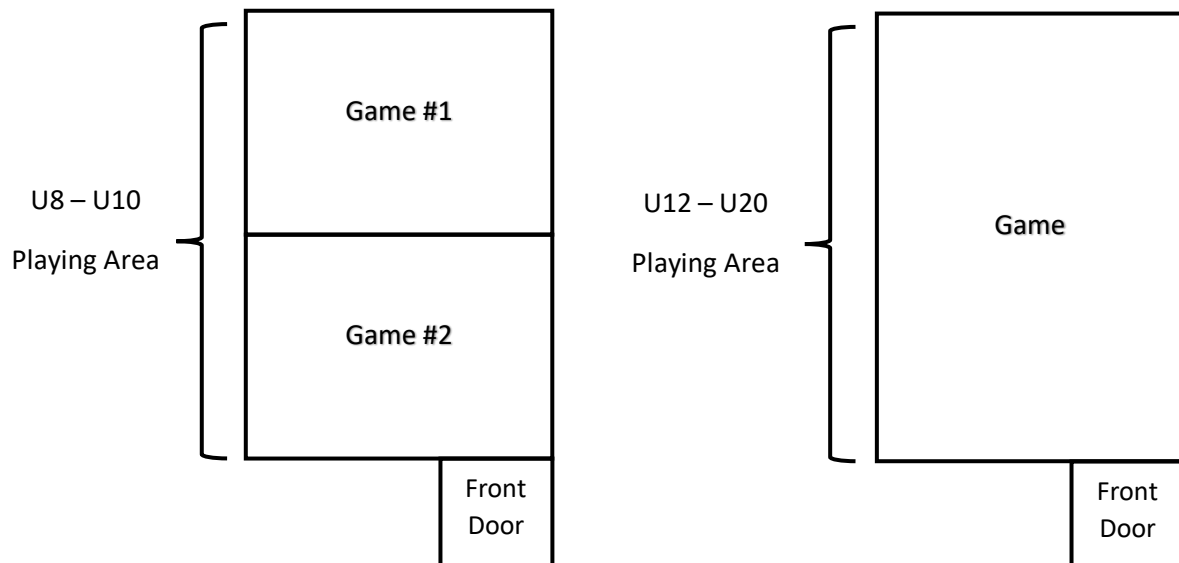 Game #1
U8 – U10
Playing Area
Game #2
Front
Door
U12 – U20
Playing Area
Game
Front
Door